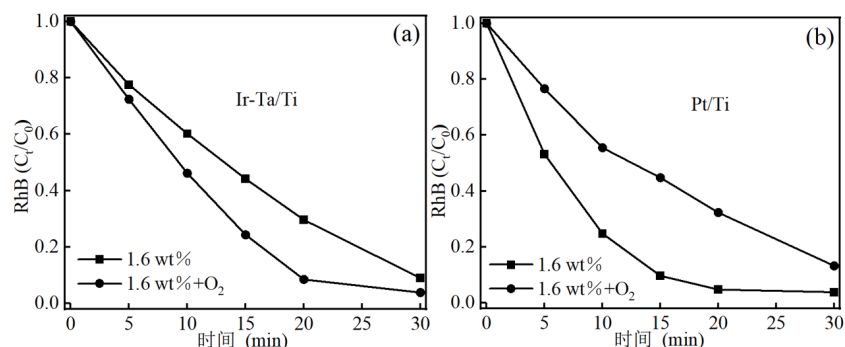 (a)
Ir-Ta/Ti
RhB (Cₜ/C₀)
1.0
0.8
0.6
0.4
0.2
0.0
1.6 wt%
1.6 wt%+O₂
0 5 10 15 20 25 30
时间 (min)
(b)
Pt/Ti
RhB (Cₜ/C₀)
1.0
0.8
0.6
0.4
0.2
0.0
1.6 wt%
1.6 wt%+O₂
0 5 10 15 20 25 30
时间 (min)